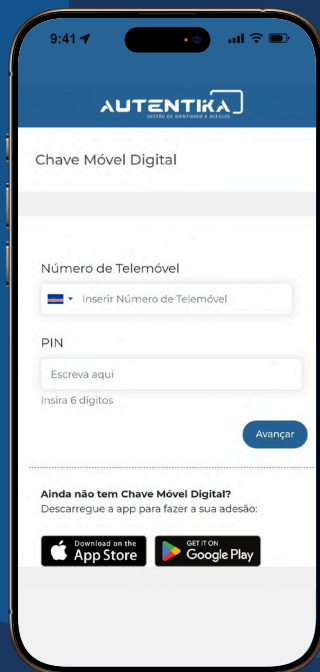 9:41
AUTENTIKA
GESTÃO DE IDENTIDADE E ACESSOS
Chave Móvel Digital
Número de Telemóvel
Inserir Número de Telemóvel
PIN
Escreva aqui
Insira 6 dígitos
Avançar
Ainda não tem Chave Móvel Digital?
Descarregue a app para fazer a sua adesão:
Download on the
App Store
GET IT ON
Google Play